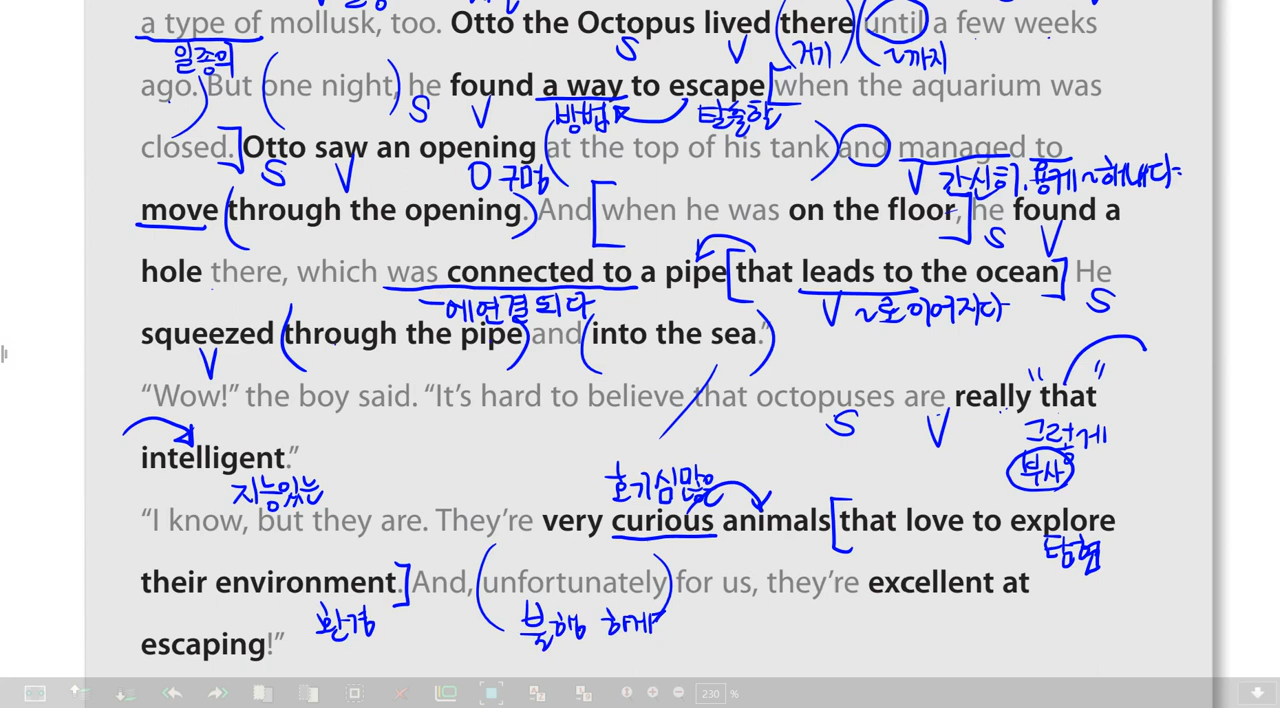 a type of mollusk, too. Otto the Octopus lived there until a few weeks
S V
일종의 거기 ~까지
ago. But one night, he found a way to escape when the aquarium was
S V 방법 탈출할
closed. Otto saw an opening at the top of his tank and managed to
S V O 구멍 V 간신히, 용케 ~해내다
move through the opening. And when he was on the floor, he found a
S V
hole there, which was connected to a pipe that leads to the ocean. He
~에 연결되다 V ~로 이어지다 S
squeezed through the pipe and into the sea."
V
"Wow!" the boy said. "It's hard to believe that octopuses are really that
S V 그렇게
부사
intelligent."
지능있는 호기심많은
"I know, but they are. They're very curious animals that love to explore
탐험
their environment. And, unfortunately for us, they're excellent at
환경 불행하게
escaping!"
230 %